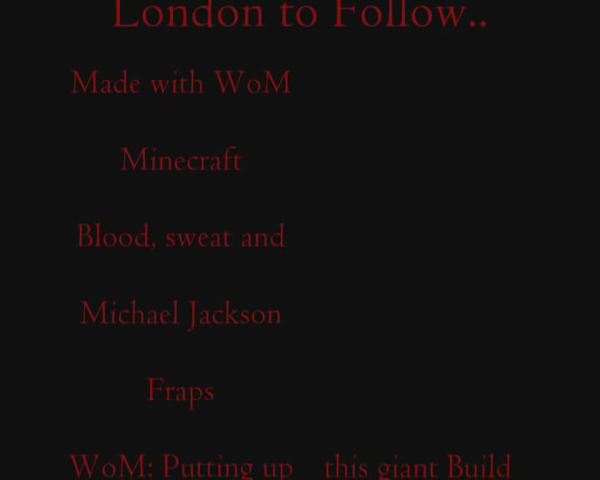 London to Follow..
Made with WoM
Minecraft
Blood, sweat and
Michael Jackson
Fraps
WoM: Putting up this giant Build